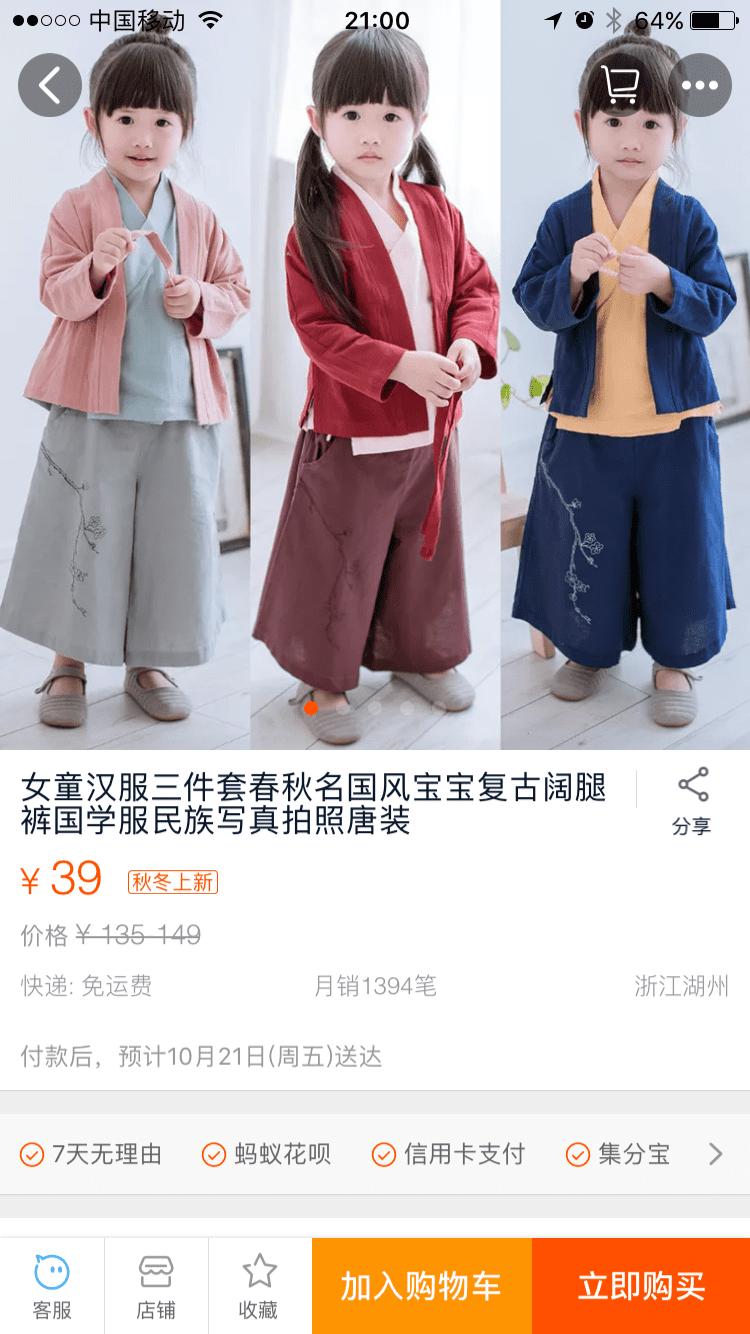 中国移动 21:00 64%
女童汉服三件套春秋名国风宝宝复古阔腿
裤国学服民族写真拍照唐装
分享
¥ 39 秋冬上新
价格 ¥ 135-149
快递: 免运费 月销1394笔 浙江湖州
付款后，预计10月21日(周五)送达
7天无理由 蚂蚁花呗 信用卡支付 集分宝
客服 店铺 收藏 加入购物车 立即购买